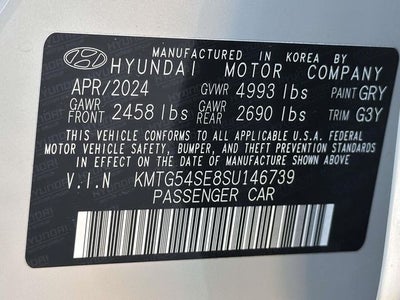 MANUFACTURED IN KOREA BY
HYUNDAI MOTOR COMPANY
APR/2024 GVWR 4993 lbs PAINT GRY
GAWR FRONT 2458 lbs GAWR REAR 2690 lbs TRIM G3Y
THIS VEHICLE CONFORMS TO ALL APPLICABLE U.S.A. FEDERAL
MOTOR VEHICLE SAFETY, BUMPER, AND THEFT PREVENTION STANDARDS
IN EFFECT ON THE DATE OF MANUFACTURE SHOWN ABOVE
V.I.N KMTG54SE8SU146739
PASSENGER CAR